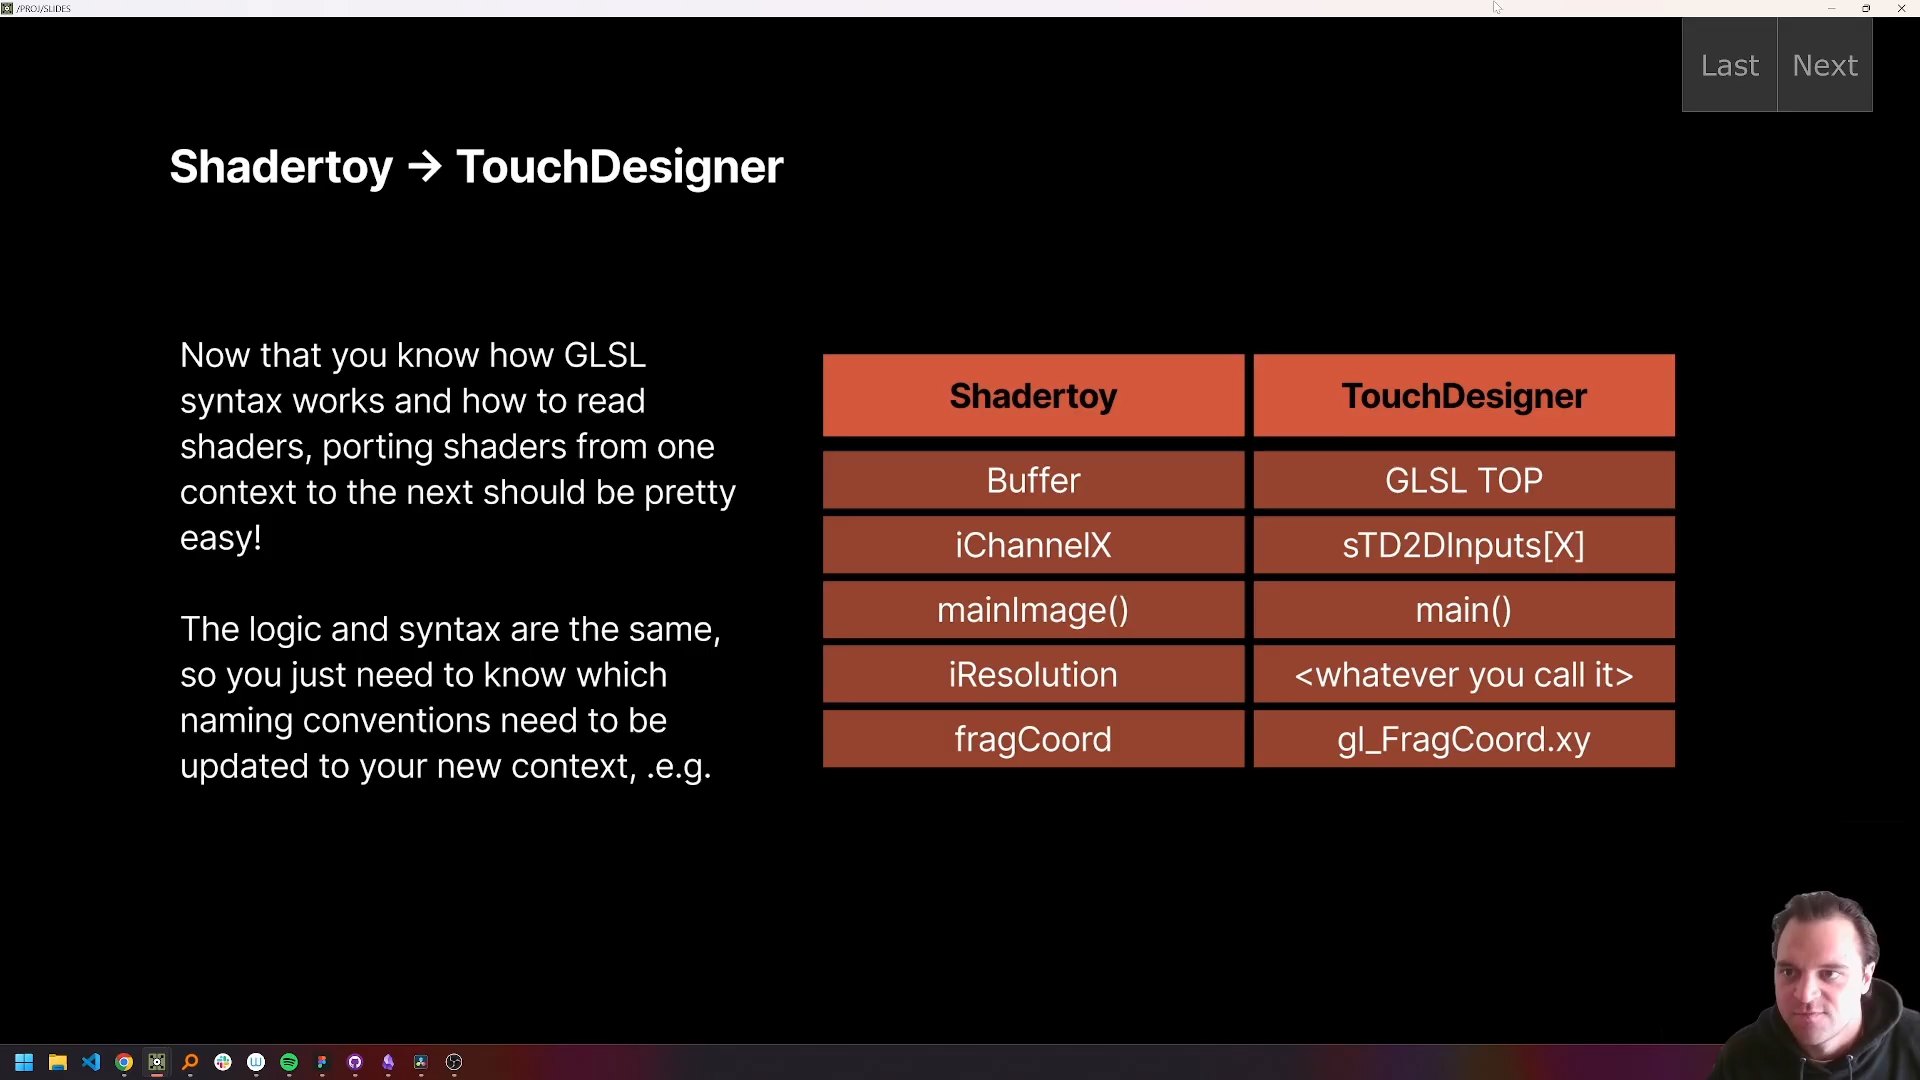 /PROJ/SLIDES
Last Next
Shadertoy → TouchDesigner
Now that you know how GLSL
syntax works and how to read
shaders, porting shaders from one
context to the next should be pretty
easy!
The logic and syntax are the same,
so you just need to know which
naming conventions need to be
updated to your new context, .e.g.
Shadertoy TouchDesigner
Buffer GLSL TOP
iChannelX sTD2DInputs[X]
mainImage() main()
iResolution <whatever you call it>
fragCoord gl_FragCoord.xy